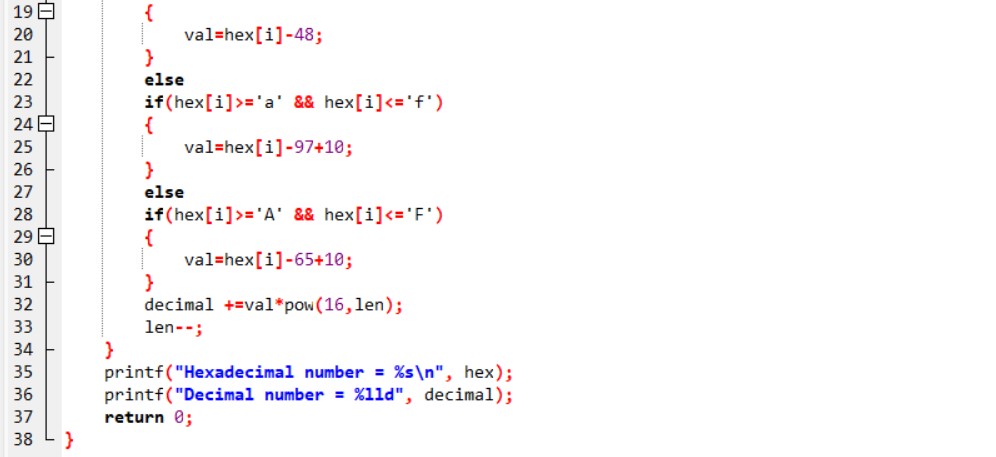 19 {
20 val=hex[i]-48;
21 }
22 else
23 if(hex[i]>='a' && hex[i]<='f')
24 {
25 val=hex[i]-97+10;
26 }
27 else
28 if(hex[i]>='A' && hex[i]<='F')
29 {
30 val=hex[i]-65+10;
31 }
32 decimal +=val*pow(16,len);
33 len--;
34 }
35 printf("Hexadecimal number = %s\n", hex);
36 printf("Decimal number = %lld", decimal);
37 return 0;
38 }